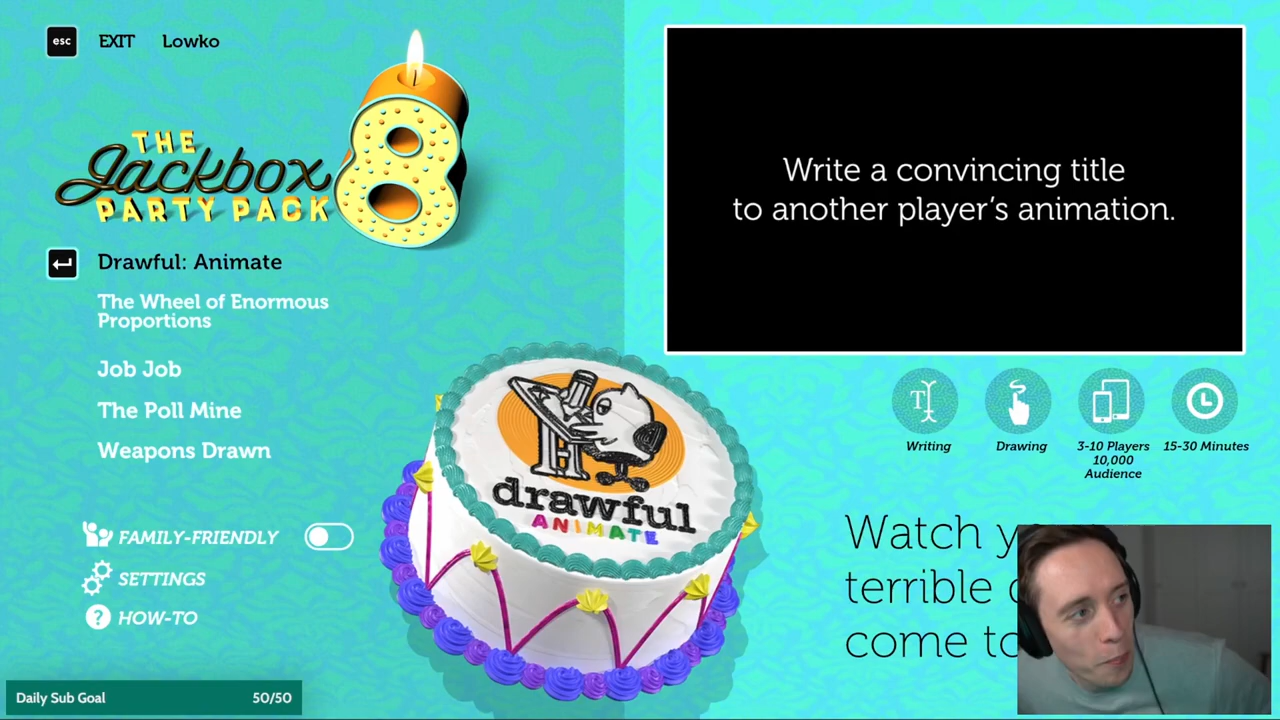 esc EXIT Lowko
THE
Jackbox
PARTY PACK
8
Drawful: Animate
The Wheel of Enormous
Proportions
Job Job
The Poll Mine
Weapons Drawn
FAMILY-FRIENDLY
SETTINGS
? HOW-TO
Daily Sub Goal 50/50
drawful
ANIMATE
Write a convincing title
to another player's animation.
T
Writing
Drawing
3-10 Players
10,000
Audience
15-30 Minutes
Watch
terrible
come to